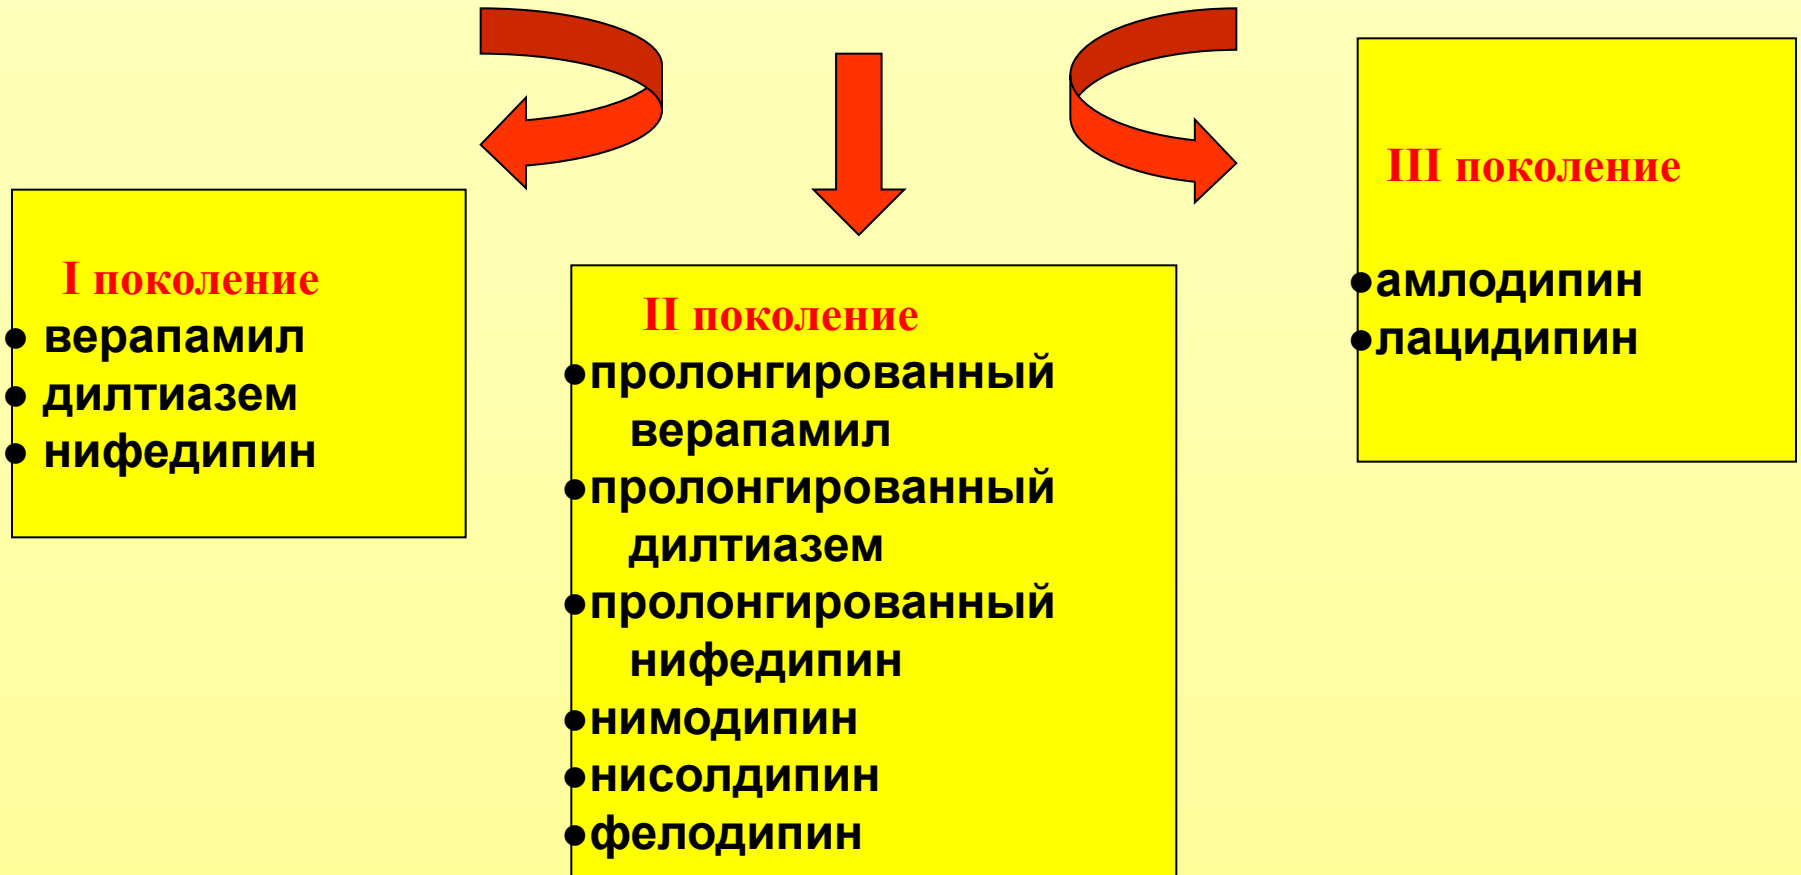 I поколение
● верапамил
● дилтиазем
● нифедипин
II поколение
●пролонгированный
верапамил
●пролонгированный
дилтиазем
●пролонгированный
нифедипин
●нимодипин
●нисолдипин
●фелодипин
III поколение
●амлодипин
●лацидипин